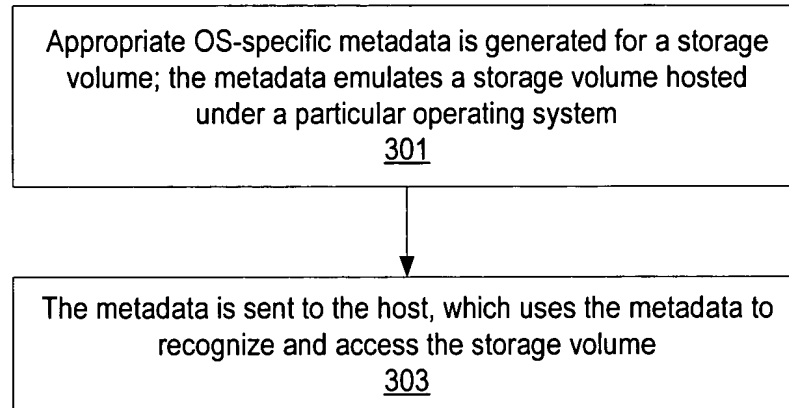 Appropriate OS-specific metadata is generated for a storage
volume; the metadata emulates a storage volume hosted
under a particular operating system
301
The metadata is sent to the host, which uses the metadata to
recognize and access the storage volume
303